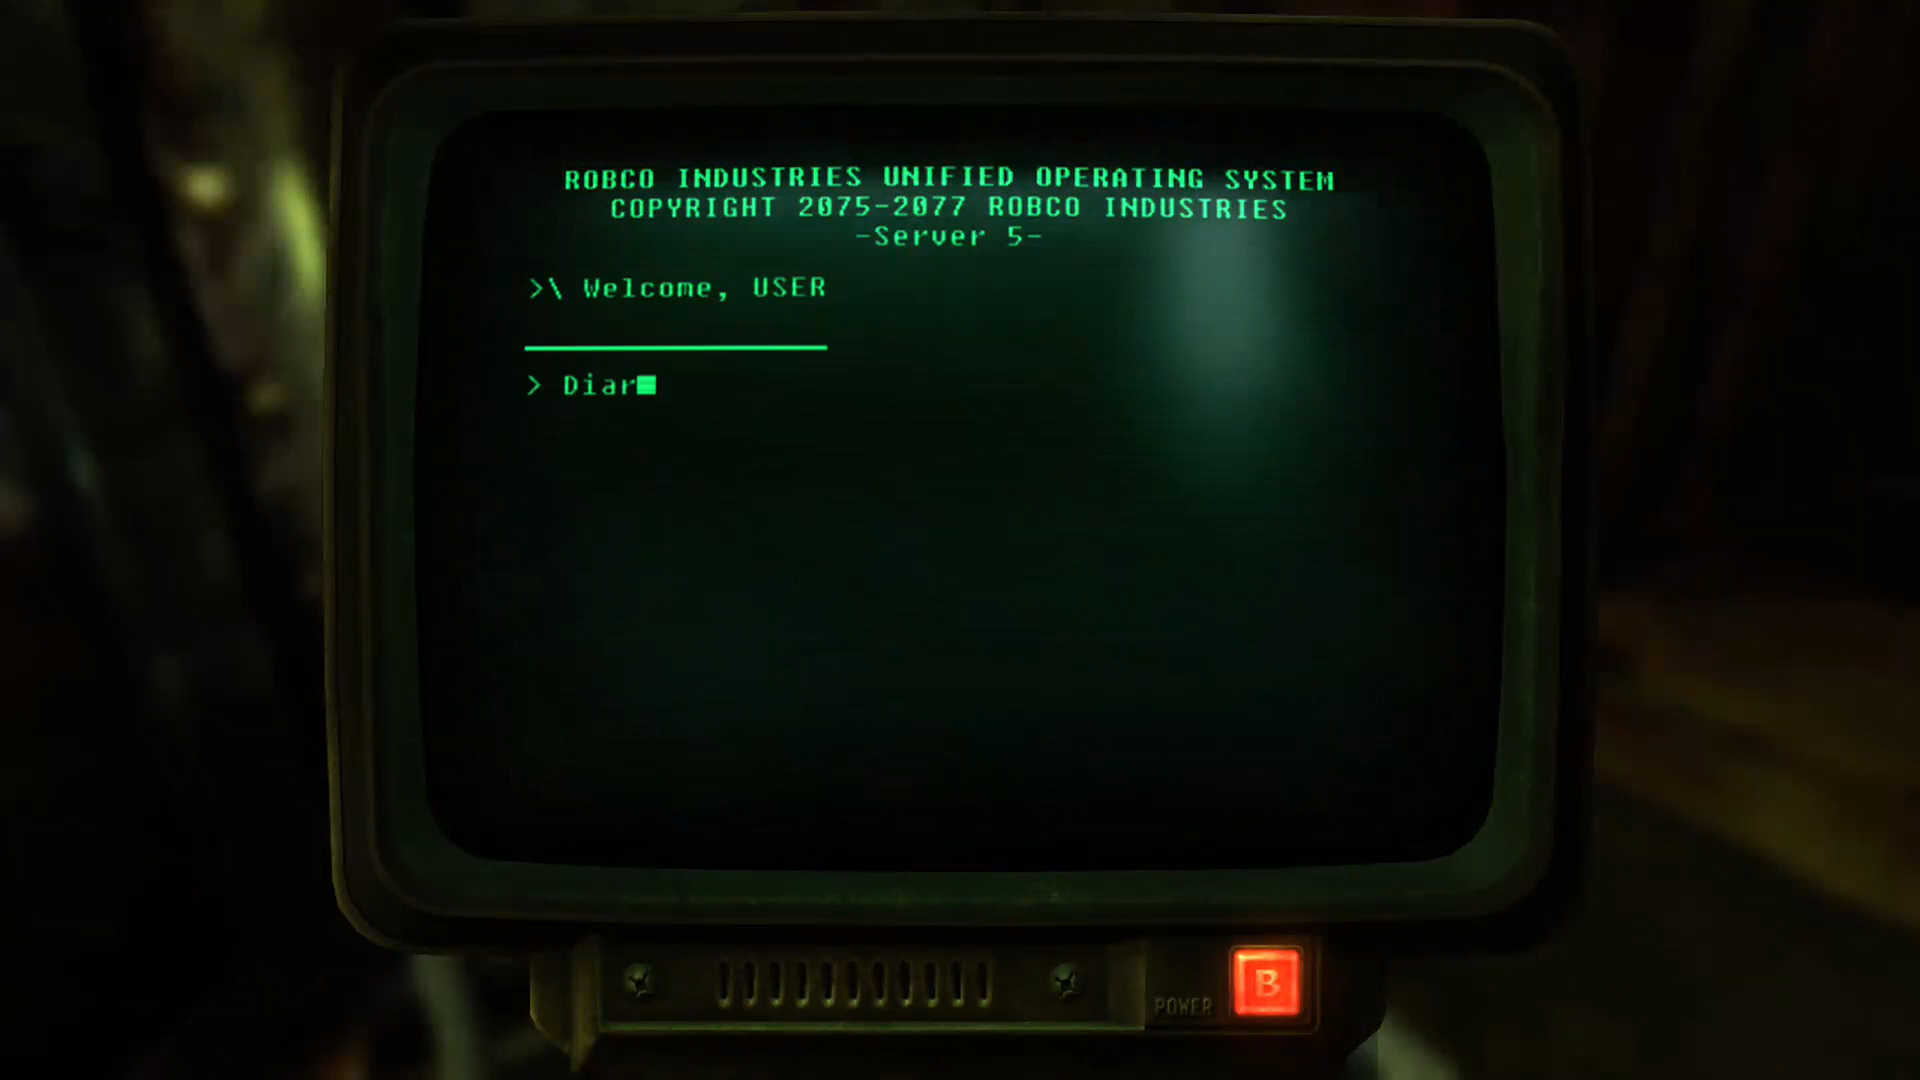 ROBCO INDUSTRIES UNIFIED OPERATING SYSTEM
COPYRIGHT 2075-2077 ROBCO INDUSTRIES
-Server 5-
>\ Welcome, USER
> Diar
POWER
B